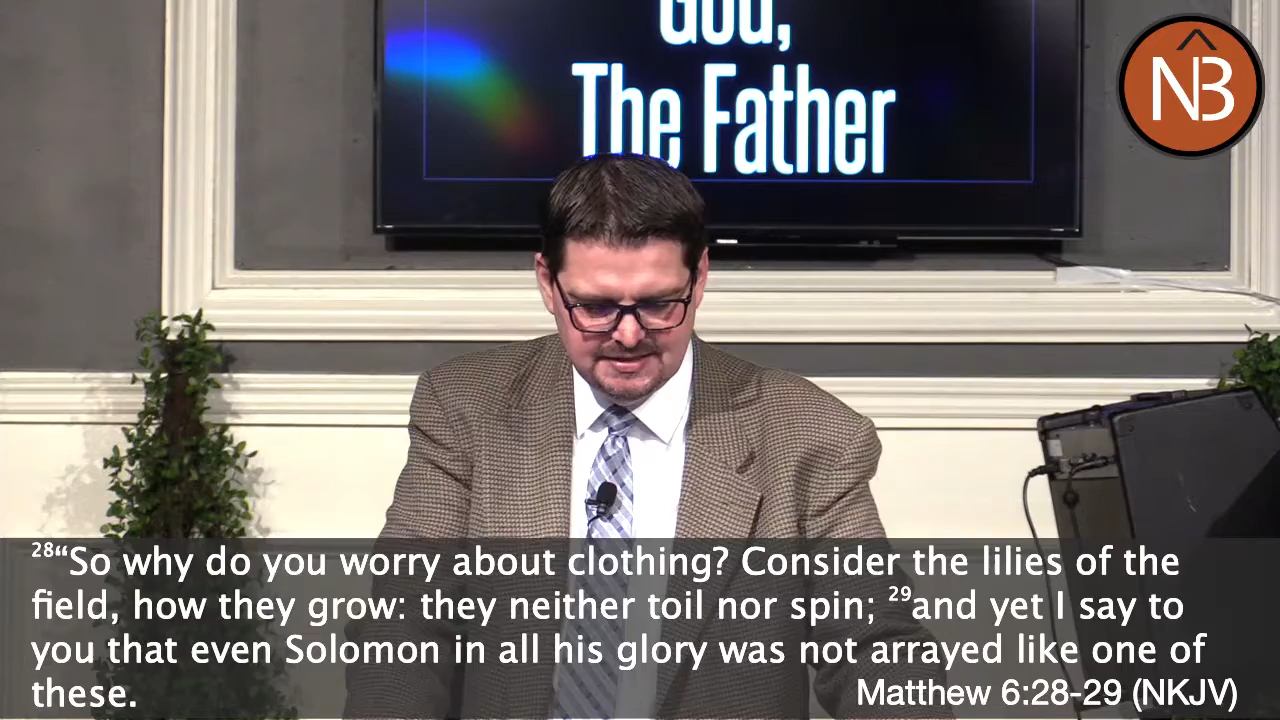 God,
The Father
NB
28“So why do you worry about clothing? Consider the lilies of the
field, how they grow: they neither toil nor spin; 29and yet I say to
you that even Solomon in all his glory was not arrayed like one of
these.
Matthew 6:28-29 (NKJV)